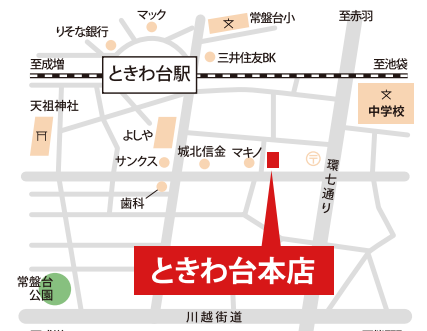 マック
常盤台小
至赤羽
りそな銀行
三井住友BK
至成増
ときわ台駅
至池袋
天祖神社
中学校
よしや
サンクス
城北信金
マキノ
環七通り
歯科
ときわ台本店
常盤台
公園
川越街道